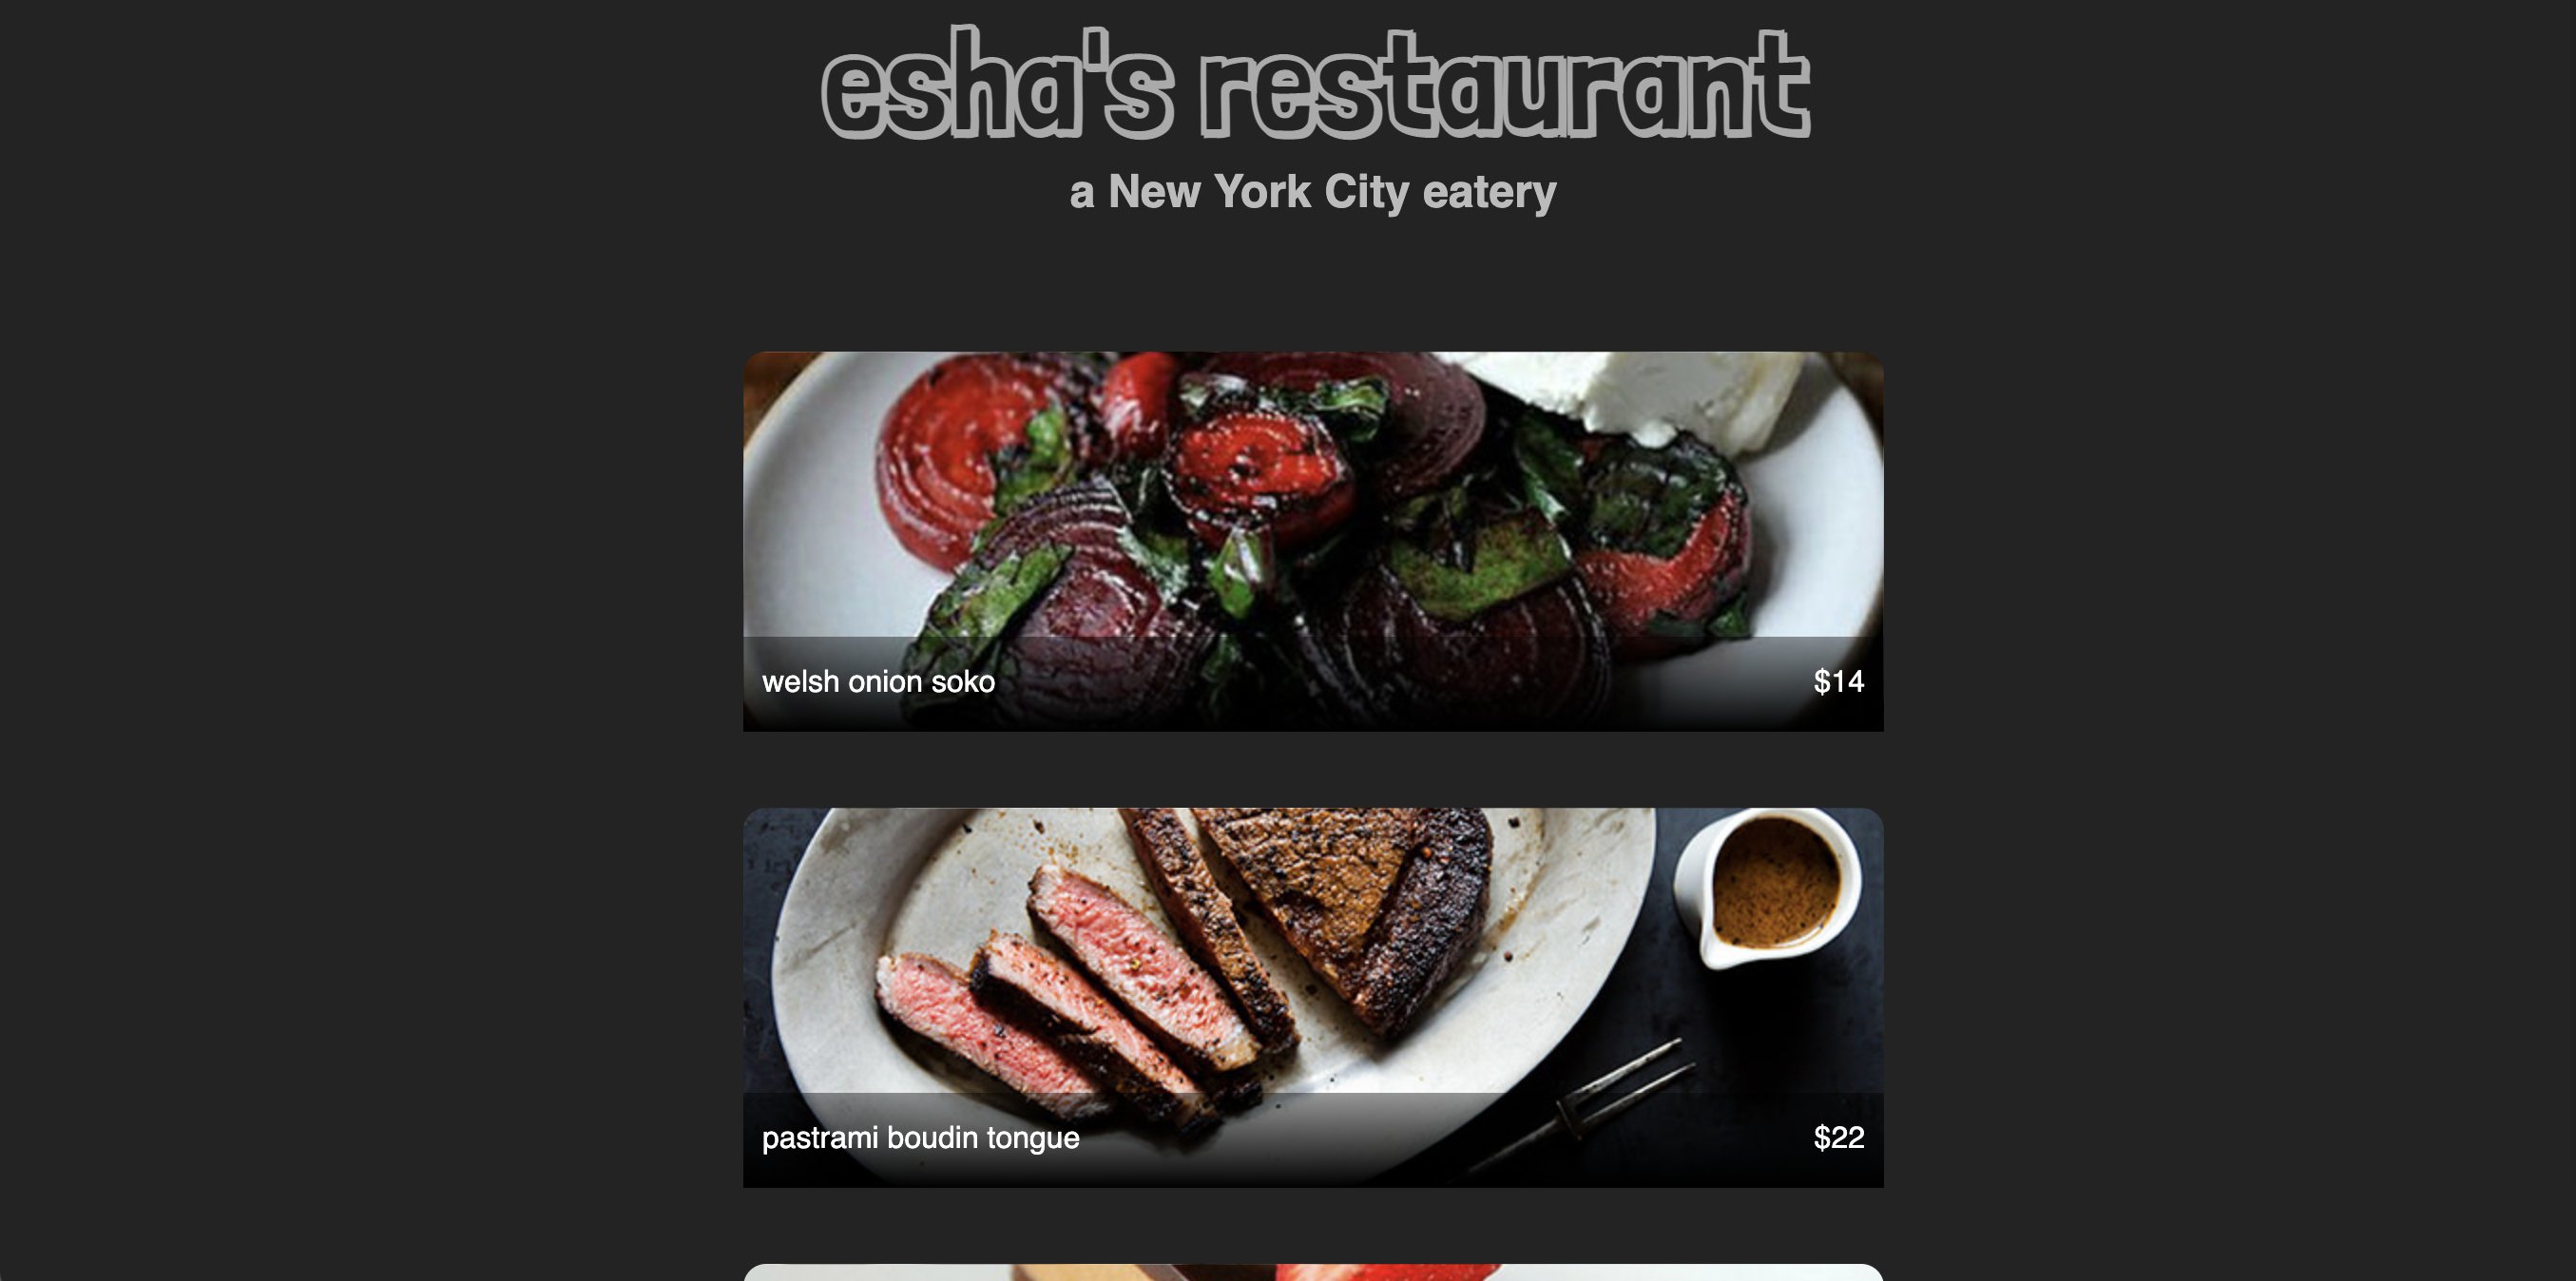 esha's restaurant
a New York City eatery
welsh onion soko $14
pastrami boudin tongue $22